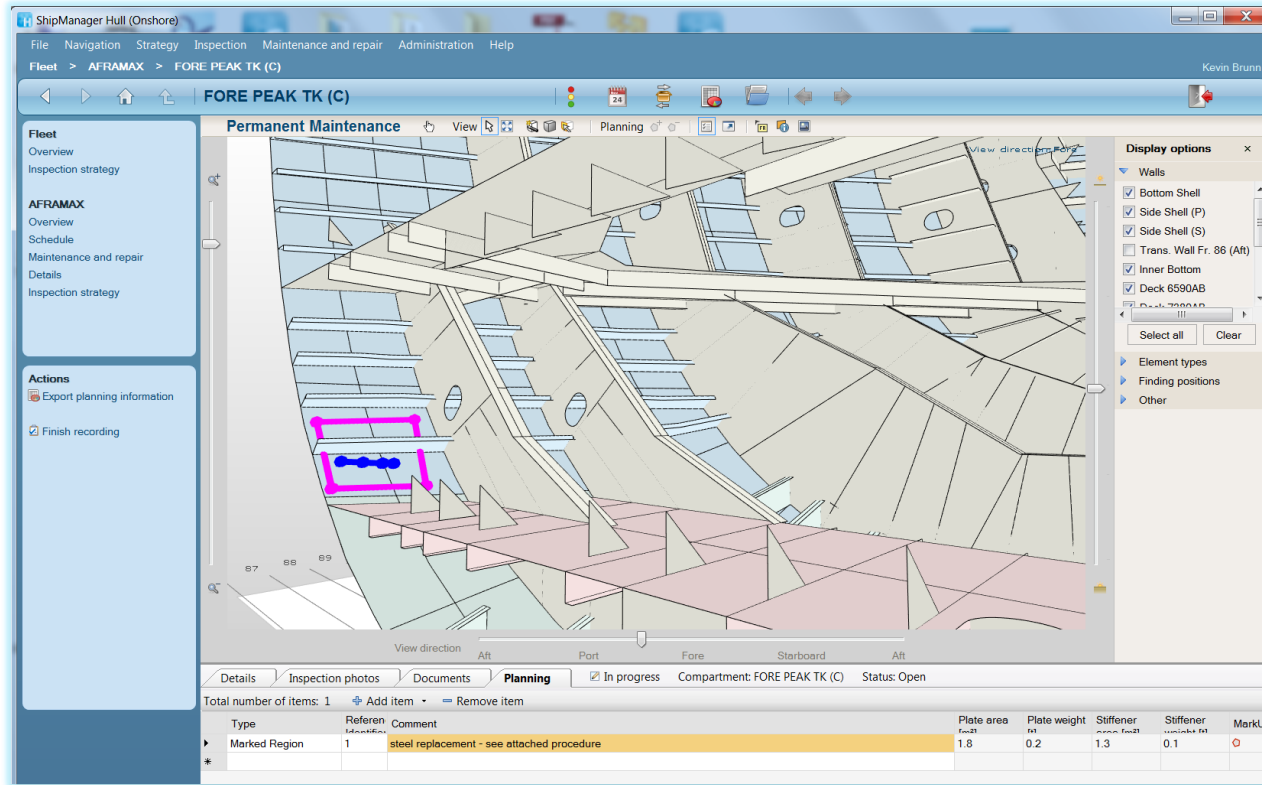 ShipManager Hull (Onshore)
File Navigation Strategy Inspection Maintenance and repair Administration Help
Fleet > AFRAMAX > FORE PEAK TK (C)
Kevin Brunn
FORE PEAK TK (C)
24
Permanent Maintenance View Planning
Fleet
Overview
Inspection strategy
AFRAMAX
Overview
Schedule
Maintenance and repair
Details
Inspection strategy
Actions
Export planning information
Finish recording
View direction: Fore
87 88 89
View direction
Aft Port Fore Starboard Aft
Display options ×
Walls
Bottom Shell
Side Shell (P)
Side Shell (S)
Trans. Wall Fr. 86 (Aft)
Inner Bottom
Deck 6590AB
Select all Clear
Element types
Finding positions
Other
Details Inspection photos Documents Planning In progress Compartment: FORE PEAK TK (C) Status: Open
Total number of items: 1 Add item Remove item
Type Referen Comment Plate area Plate weight Stiffener Stiffener MarkU
Marked Region 1 steel replacement - see attached procedure 1.8 0.2 1.3 0.1